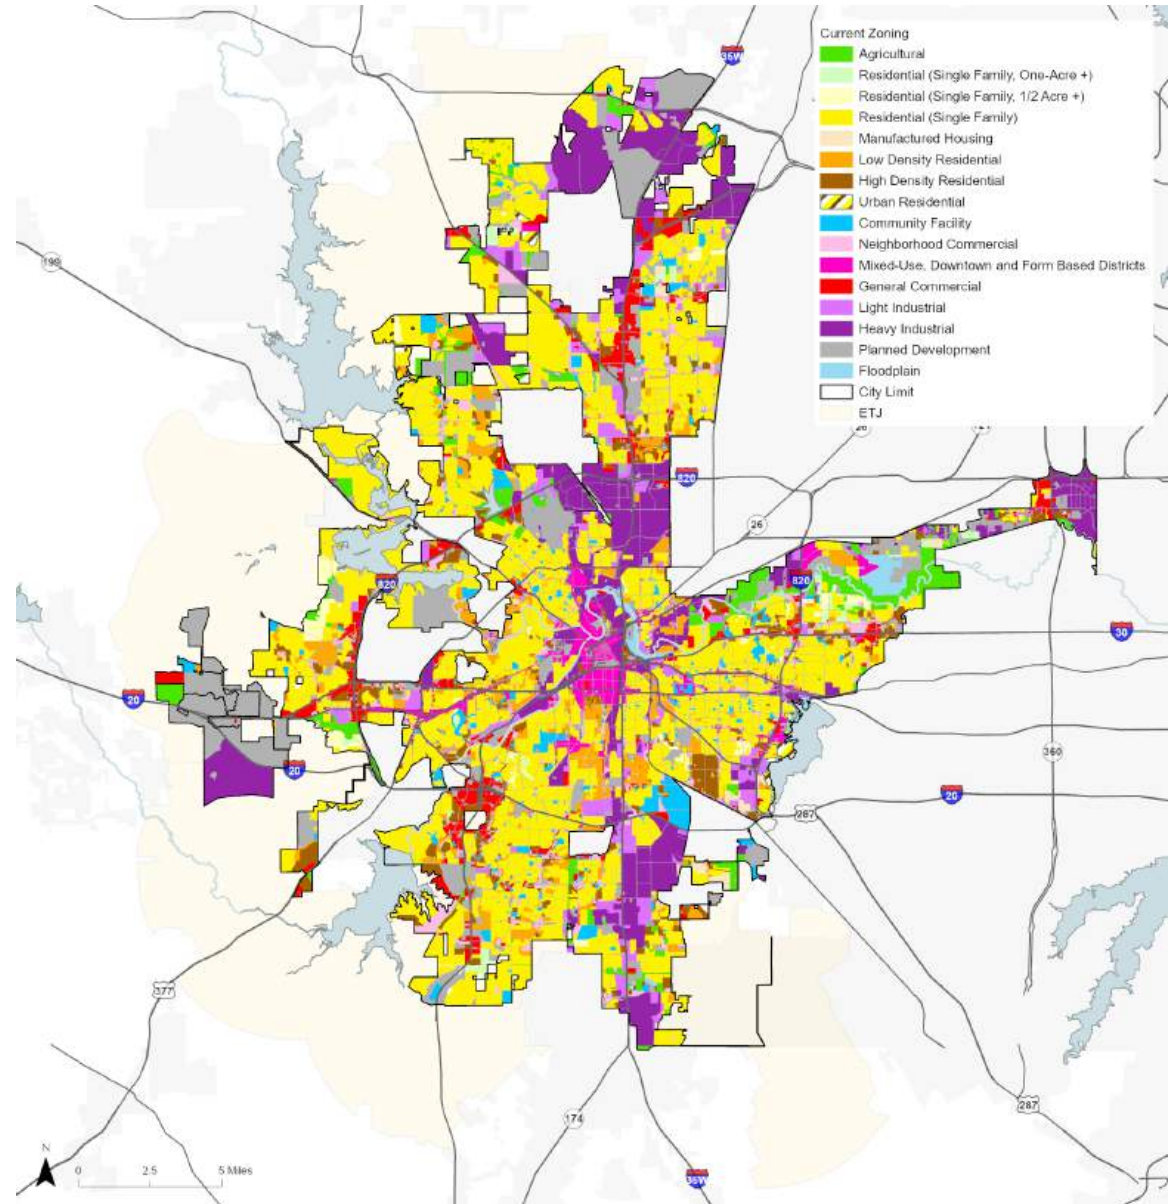 Current Zoning
Agricultural
Residential (Single Family, One-Acre +)
Residential (Single Family, 1/2 Acre +)
Residential (Single Family)
Manufactured Housing
Low Density Residential
High Density Residential
Urban Residential
Community Facility
Neighborhood Commercial
Mixed-Use, Downtown and Form Based Districts
General Commercial
Light Industrial
Heavy Industrial
Planned Development
Floodplain
City Limit
ETJ
35W
199
26
820
26
820
820
30
20
20
360
20
287
377
287
174
35W
N
0 2.5 5 Miles